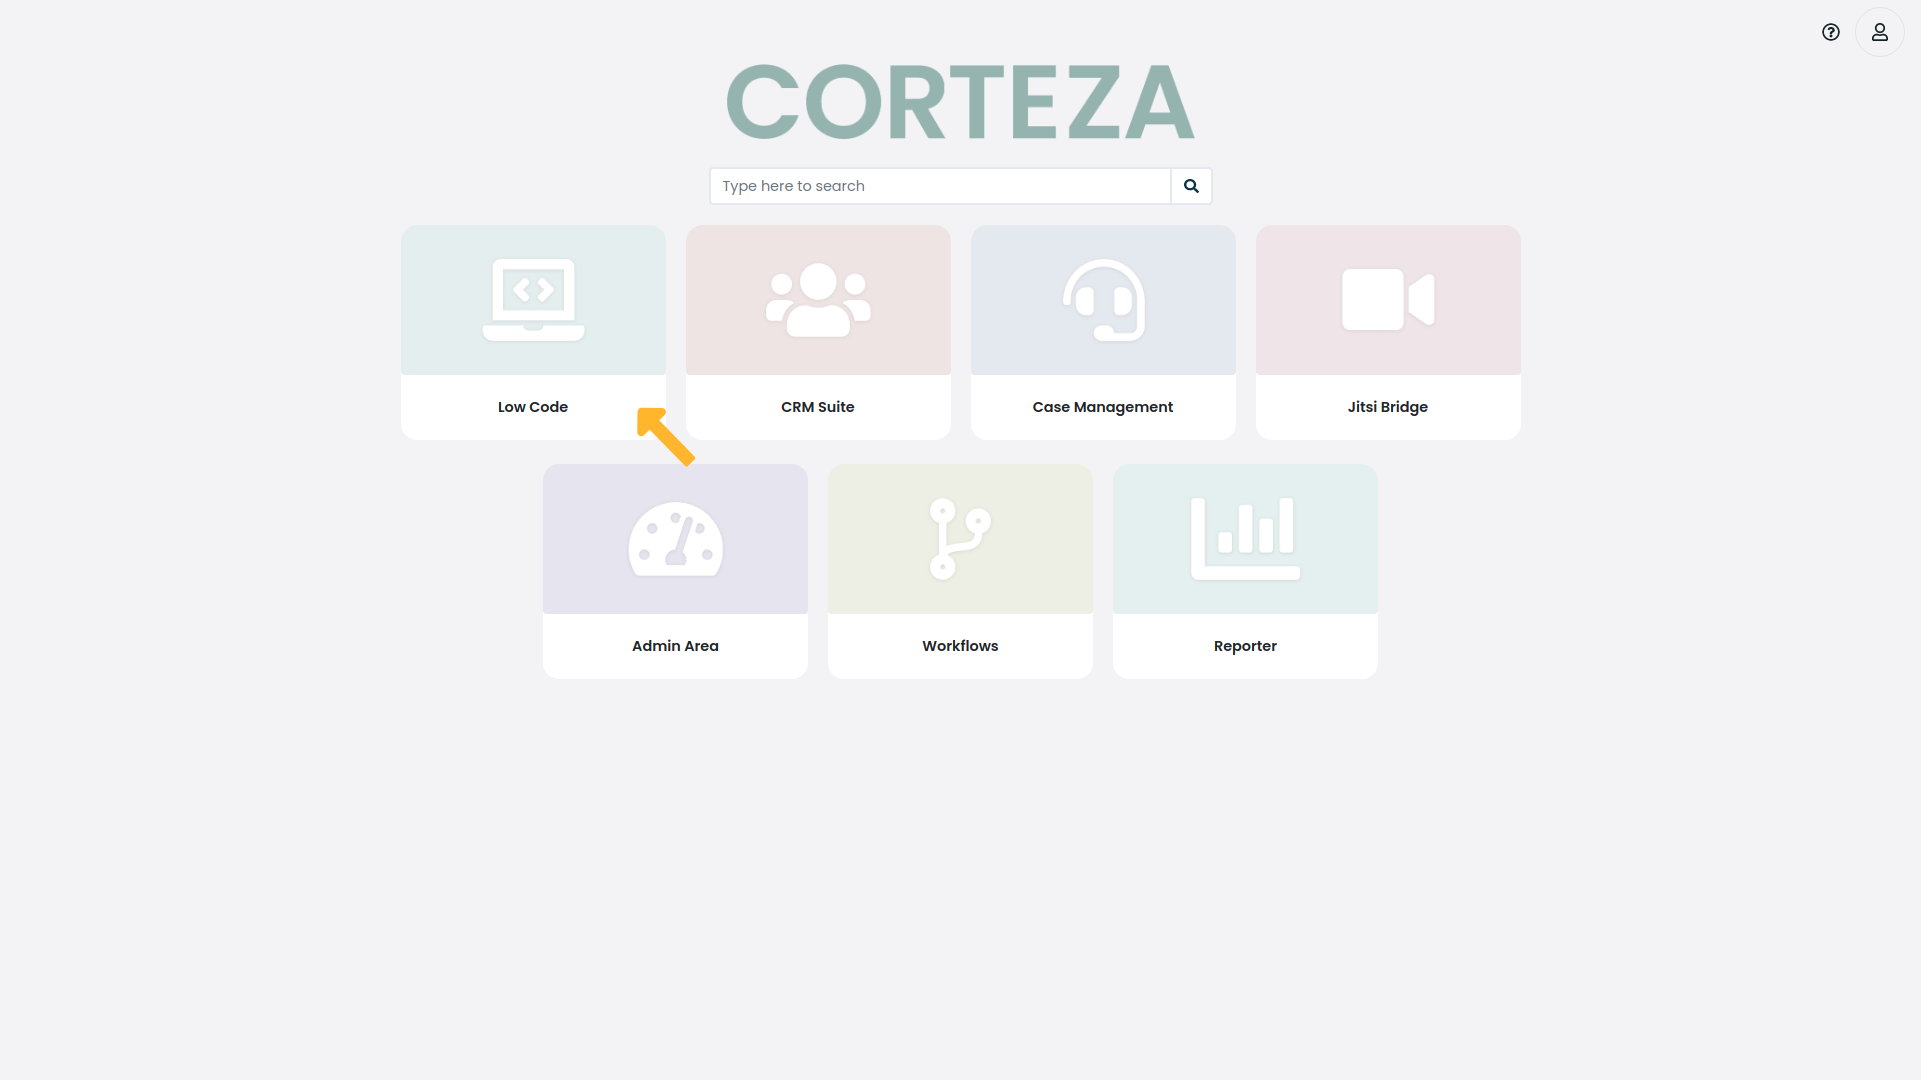 CORTEZA
Type here to search
Low Code
CRM Suite
Case Management
Jitsi Bridge
Admin Area
Workflows
Reporter